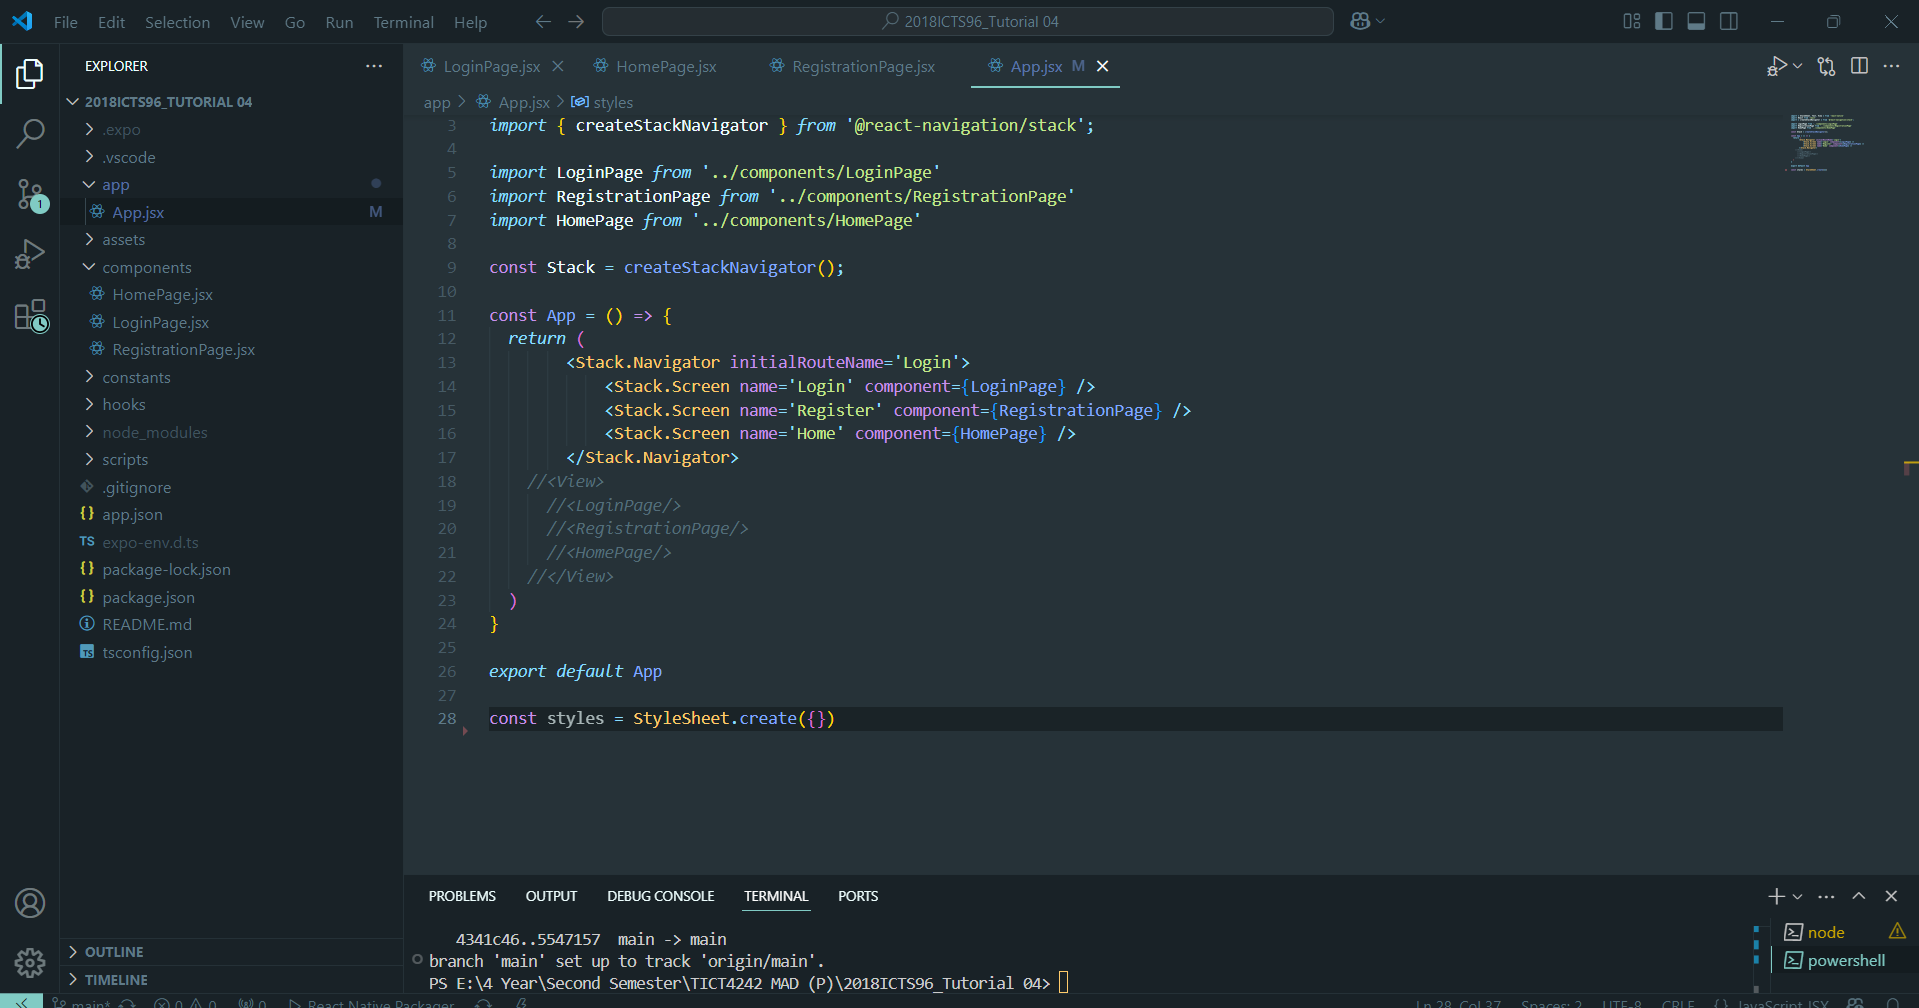 File Edit Selection View Go Run Terminal Help
2018ICTS96_Tutorial 04
EXPLORER
2018ICTS96_TUTORIAL 04
.expo
.vscode
app
App.jsx M
assets
components
HomePage.jsx
LoginPage.jsx
RegistrationPage.jsx
constants
hooks
node_modules
scripts
.gitignore
{} app.json
TS expo-env.d.ts
{} package-lock.json
{} package.json
README.md
TS tsconfig.json
OUTLINE
TIMELINE
LoginPage.jsx HomePage.jsx RegistrationPage.jsx App.jsx M
app > App.jsx > styles
3 import { createStackNavigator } from '@react-navigation/stack';
4
5 import LoginPage from '../components/LoginPage'
6 import RegistrationPage from '../components/RegistrationPage'
7 import HomePage from '../components/HomePage'
8
9 const Stack = createStackNavigator();
10
11 const App = () => {
12 return (
13 <Stack.Navigator initialRouteName='Login'>
14 <Stack.Screen name='Login' component={LoginPage} />
15 <Stack.Screen name='Register' component={RegistrationPage} />
16 <Stack.Screen name='Home' component={HomePage} />
17 </Stack.Navigator>
18 //<View>
19 //<LoginPage/>
20 //<RegistrationPage/>
21 //<HomePage/>
22 //</View>
23 )
24 }
25
26 export default App
27
28 const styles = StyleSheet.create({})
PROBLEMS OUTPUT DEBUG CONSOLE TERMINAL PORTS
4341c46..5547157 main -> main
branch 'main' set up to track 'origin/main'.
PS E:\4 Year\Second Semester\TICT4242 MAD (P)\2018ICTS96_Tutorial 04>
node
powershell
1
main* 0 0 0 React Native Packager Ln 28, Col 37 Spaces: 2 UTF-8 CRLF {} JavaScript JSX